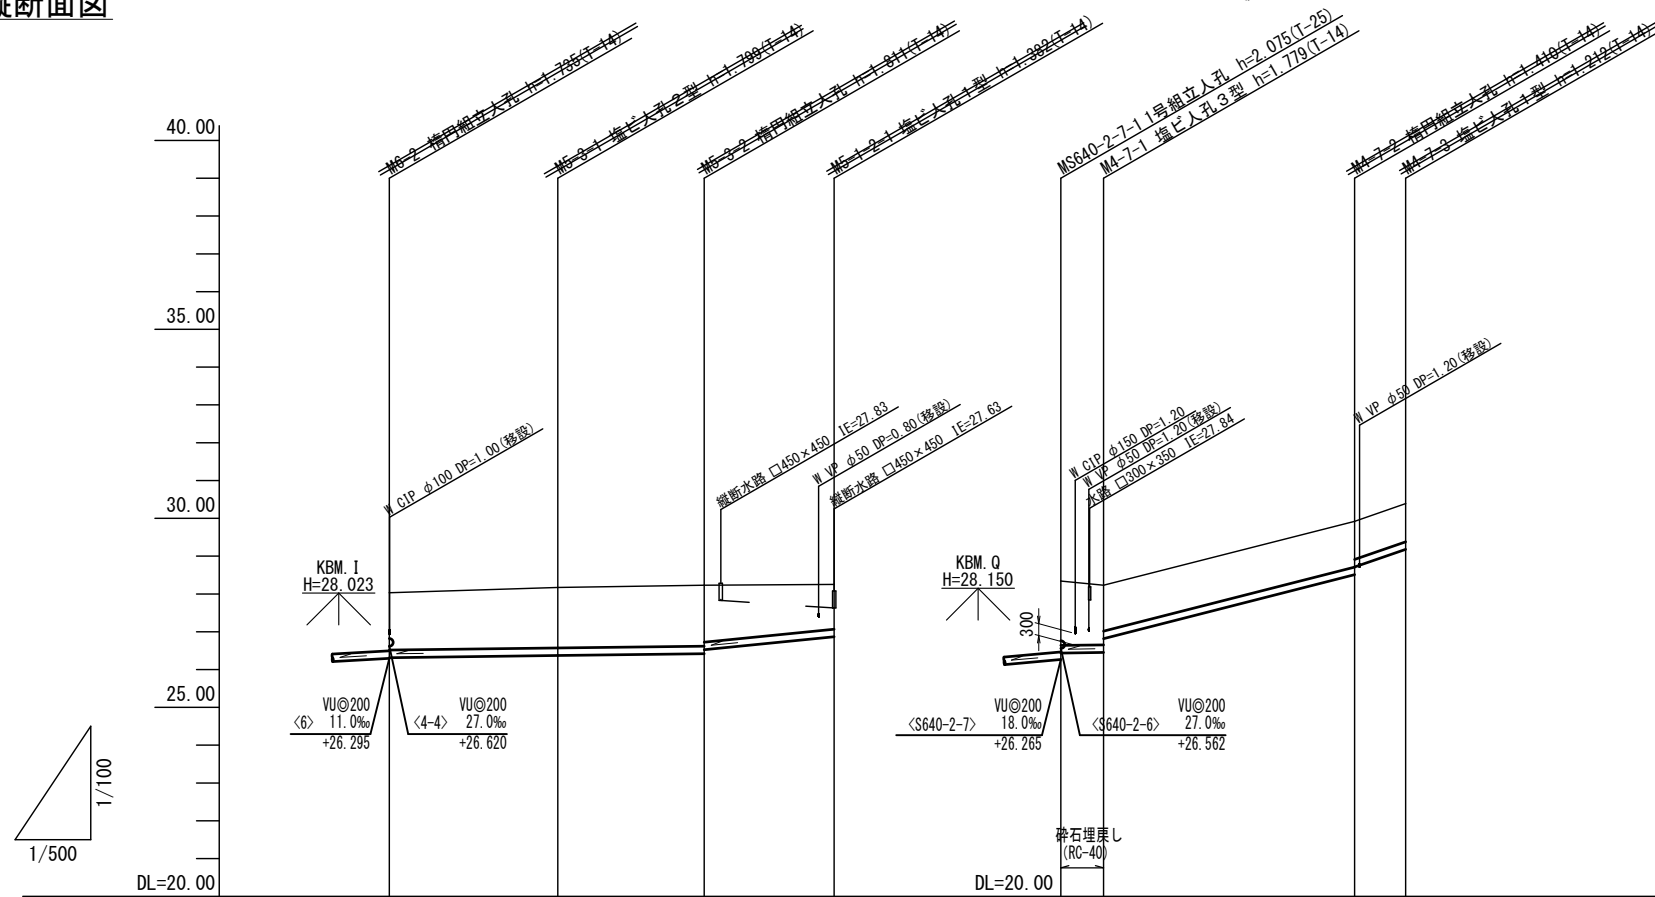 縦断面図
M6-2 楕円組立人孔 h=1.735(T-14)
M5-3-1 塩ビ人孔2型 h=1.799(T-14)
M5-3-2 楕円組立人孔 h=1.811(T-14)
M5-1-2-1 塩ビ人孔1型 h=1.382(T-14)
MS640-2-7-1 1号組立人孔 h=2.075(T-25)
M4-7-1 塩ビ人孔3型 h=1.779(T-14)
M4-7-2 楕円組立人孔 h=1.410(T-14)
M4-7-3 塩ビ人孔1型 h=1.212(T-14)
40.00
35.00
30.00
25.00
DL=20.00
W CIP φ100 DP=1.00(移設)
縦断水路 □450×450 IE=27.83
W VP φ50 DP=0.80(移設)
縦断水路 □450×450 IE=27.63
W CIP φ150 DP=1.20
W VP φ50 DP=1.20(移設)
水路 □300×350 IE=27.84
W VP φ50 DP=1.20(移設)
KBM.I
H=28.023
KBM.Q
H=28.150
300
VU◎200
〈6〉 11.0‰
+26.295
VU◎200
〈4-4〉 27.0‰
+26.620
VU◎200
〈S640-2-7〉 18.0‰
+26.265
VU◎200
〈S640-2-6〉 27.0‰
+26.562
1/100
1/500
砕石埋戻し
(RC-40)
DL=20.00